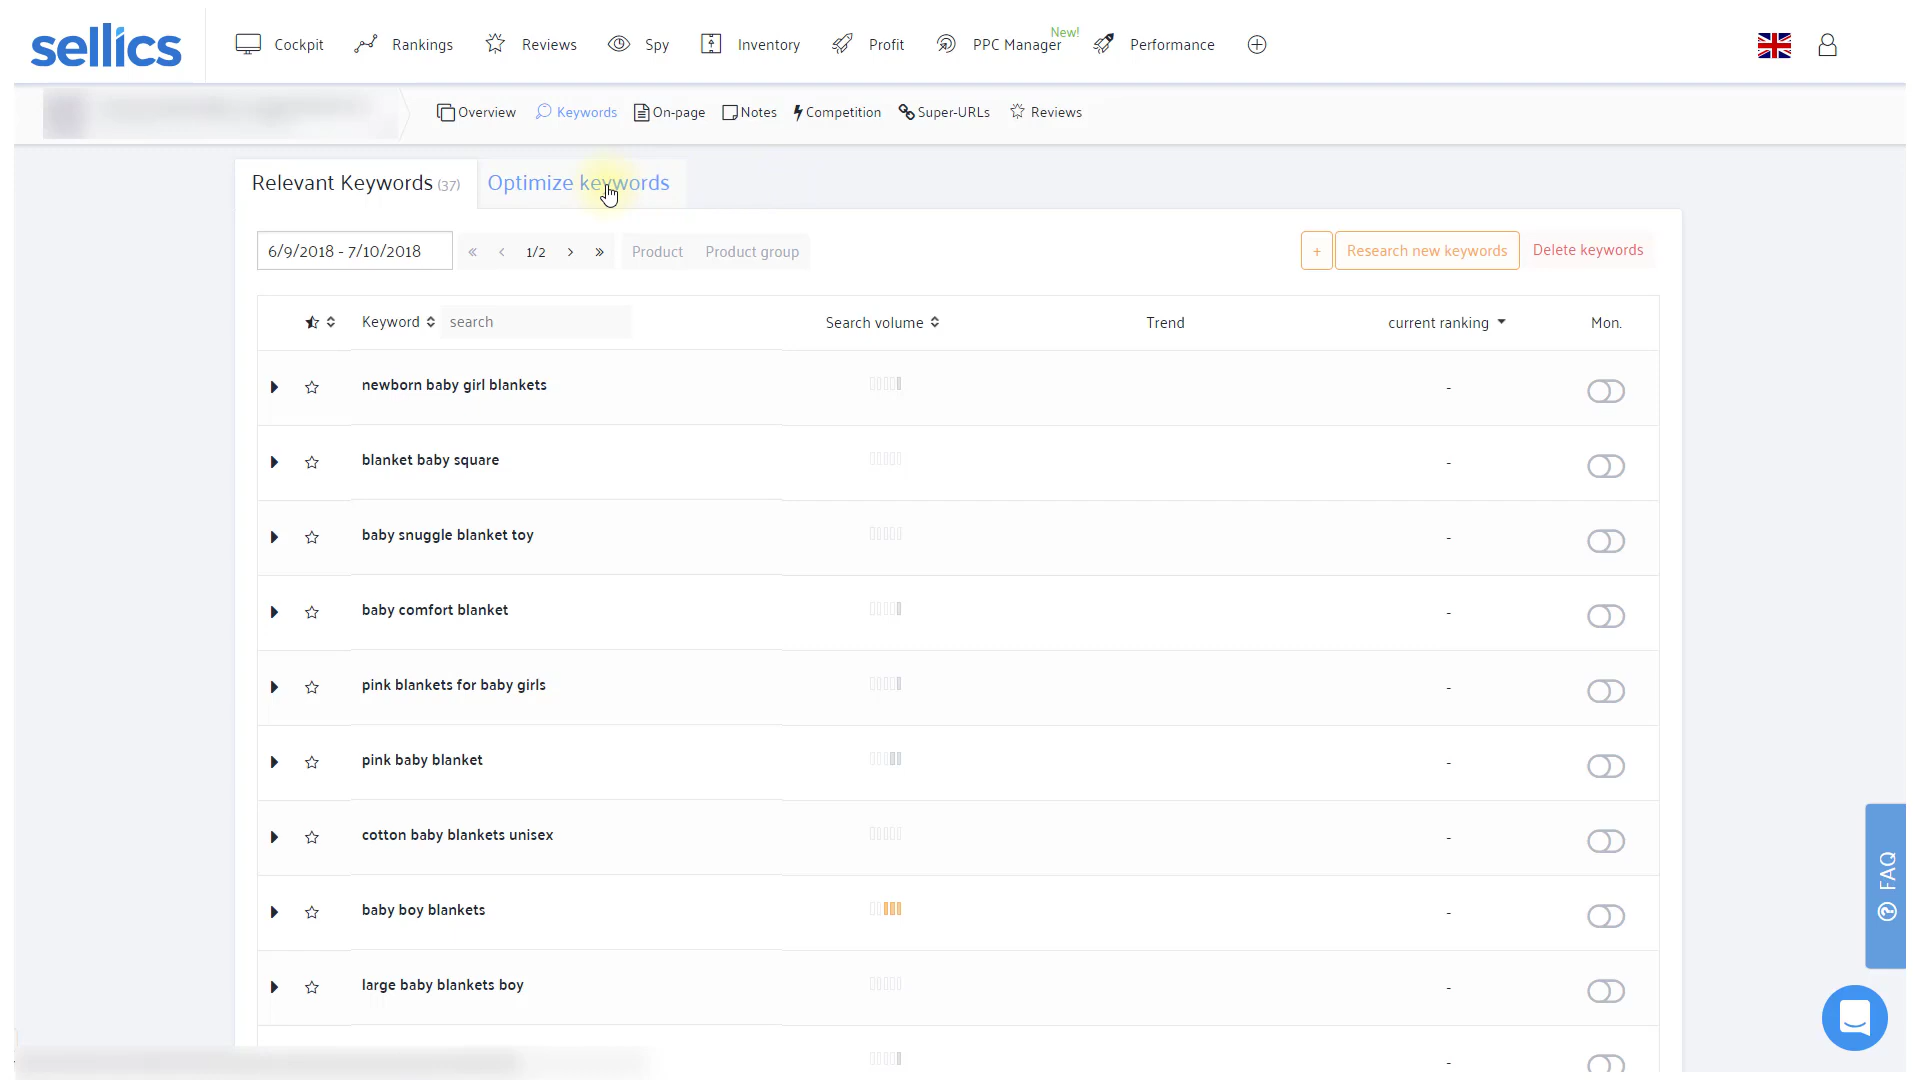 sellics
Cockpit Rankings Reviews Spy Inventory Profit PPC Manager New! Performance
Overview Keywords On-page Notes Competition Super-URLs Reviews
Relevant Keywords (37) Optimize keywords
6/9/2018 - 7/10/2018 « ‹ 1/2 › » Product Product group + Research new keywords Delete keywords
Keyword search Search volume Trend current ranking Mon.
newborn baby girl blankets -
blanket baby square -
baby snuggle blanket toy -
baby comfort blanket -
pink blankets for baby girls -
pink baby blanket -
cotton baby blankets unisex -
baby boy blankets -
large baby blankets boy -
-
FAQ